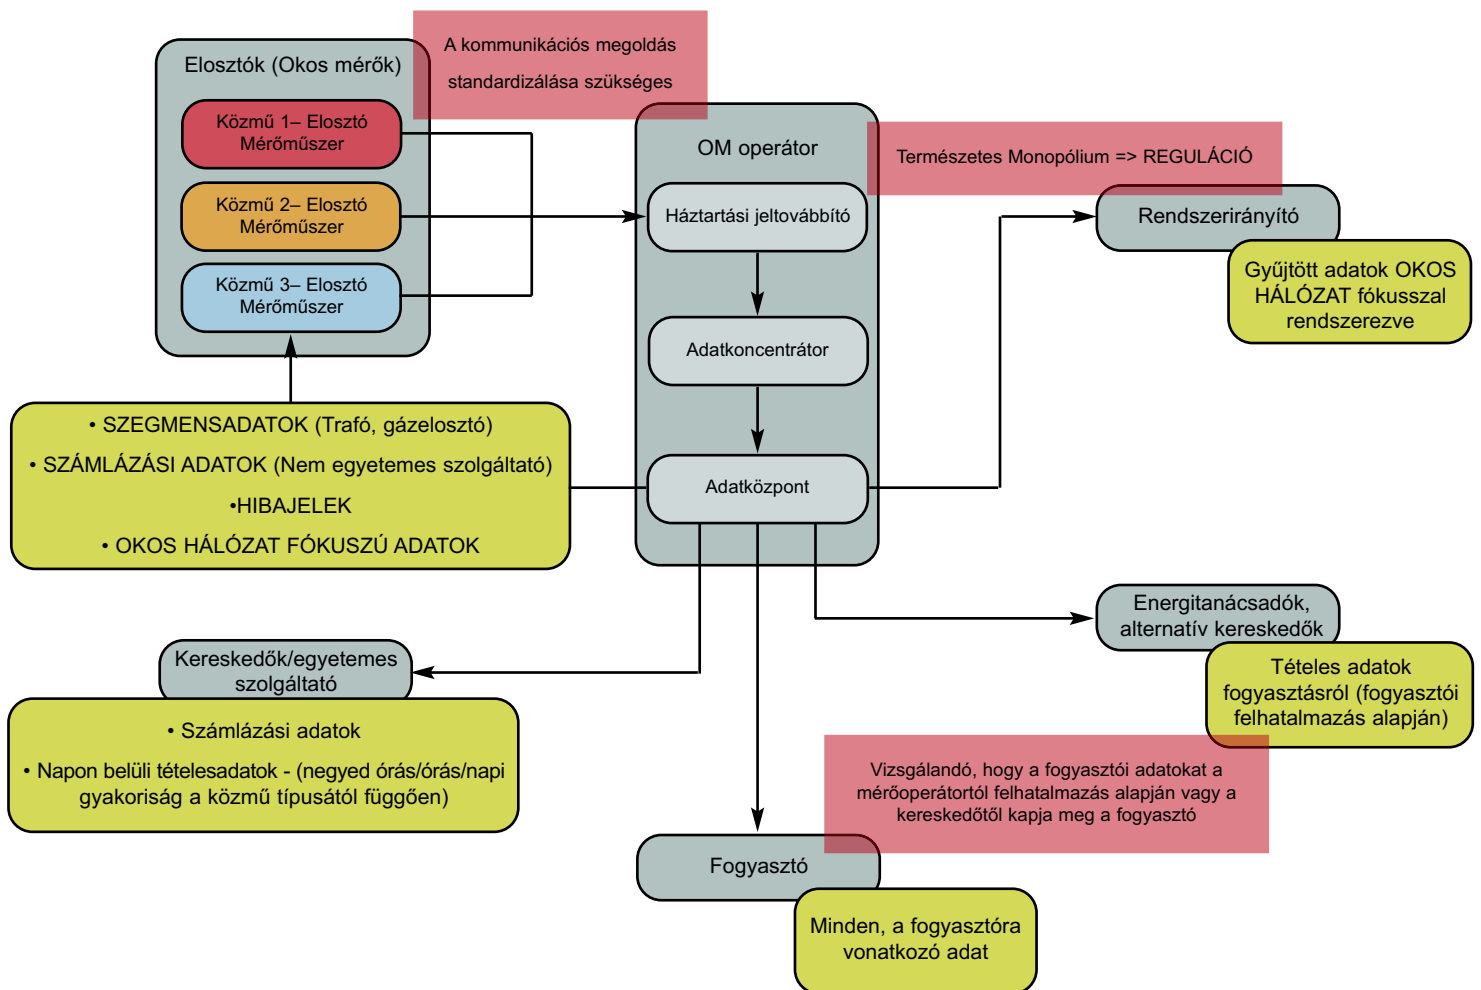 Elosztók (Okos mérők)
Közmű 1– Elosztó
Mérőműszer
Közmű 2– Elosztó
Mérőműszer
Közmű 3– Elosztó
Mérőműszer
A kommunikációs megoldás
standardizálása szükséges
OM operátor
Háztartási jeltovábbító
Adatkoncentrátor
Adatközpont
Természetes Monopólium => REGULÁCIÓ
Rendszerirányító
Gyűjtött adatok OKOS
HÁLÓZAT fókusszal
rendszerezve
• SZEGMENSADATOK (Trafó, gázelosztó)
• SZÁMLÁZÁSI ADATOK (Nem egyetemes szolgáltató)
•HIBAJELEK
• OKOS HÁLÓZAT FÓKUSZÚ ADATOK
Energitanácsadók,
alternatív kereskedők
Tételes adatok
fogyasztásról (fogyasztói
felhatalmazás alapján)
Kereskedők/egyetemes
szolgáltató
• Számlázási adatok
• Napon belüli tételesadatok - (negyed órás/órás/napi
gyakoriság a közmű típusától függően)
Vizsgálandó, hogy a fogyasztói adatokat a
mérőoperátortól felhatalmazás alapján vagy a
kereskedőtől kapja meg a fogyasztó
Fogyasztó
Minden, a fogyasztóra
vonatkozó adat